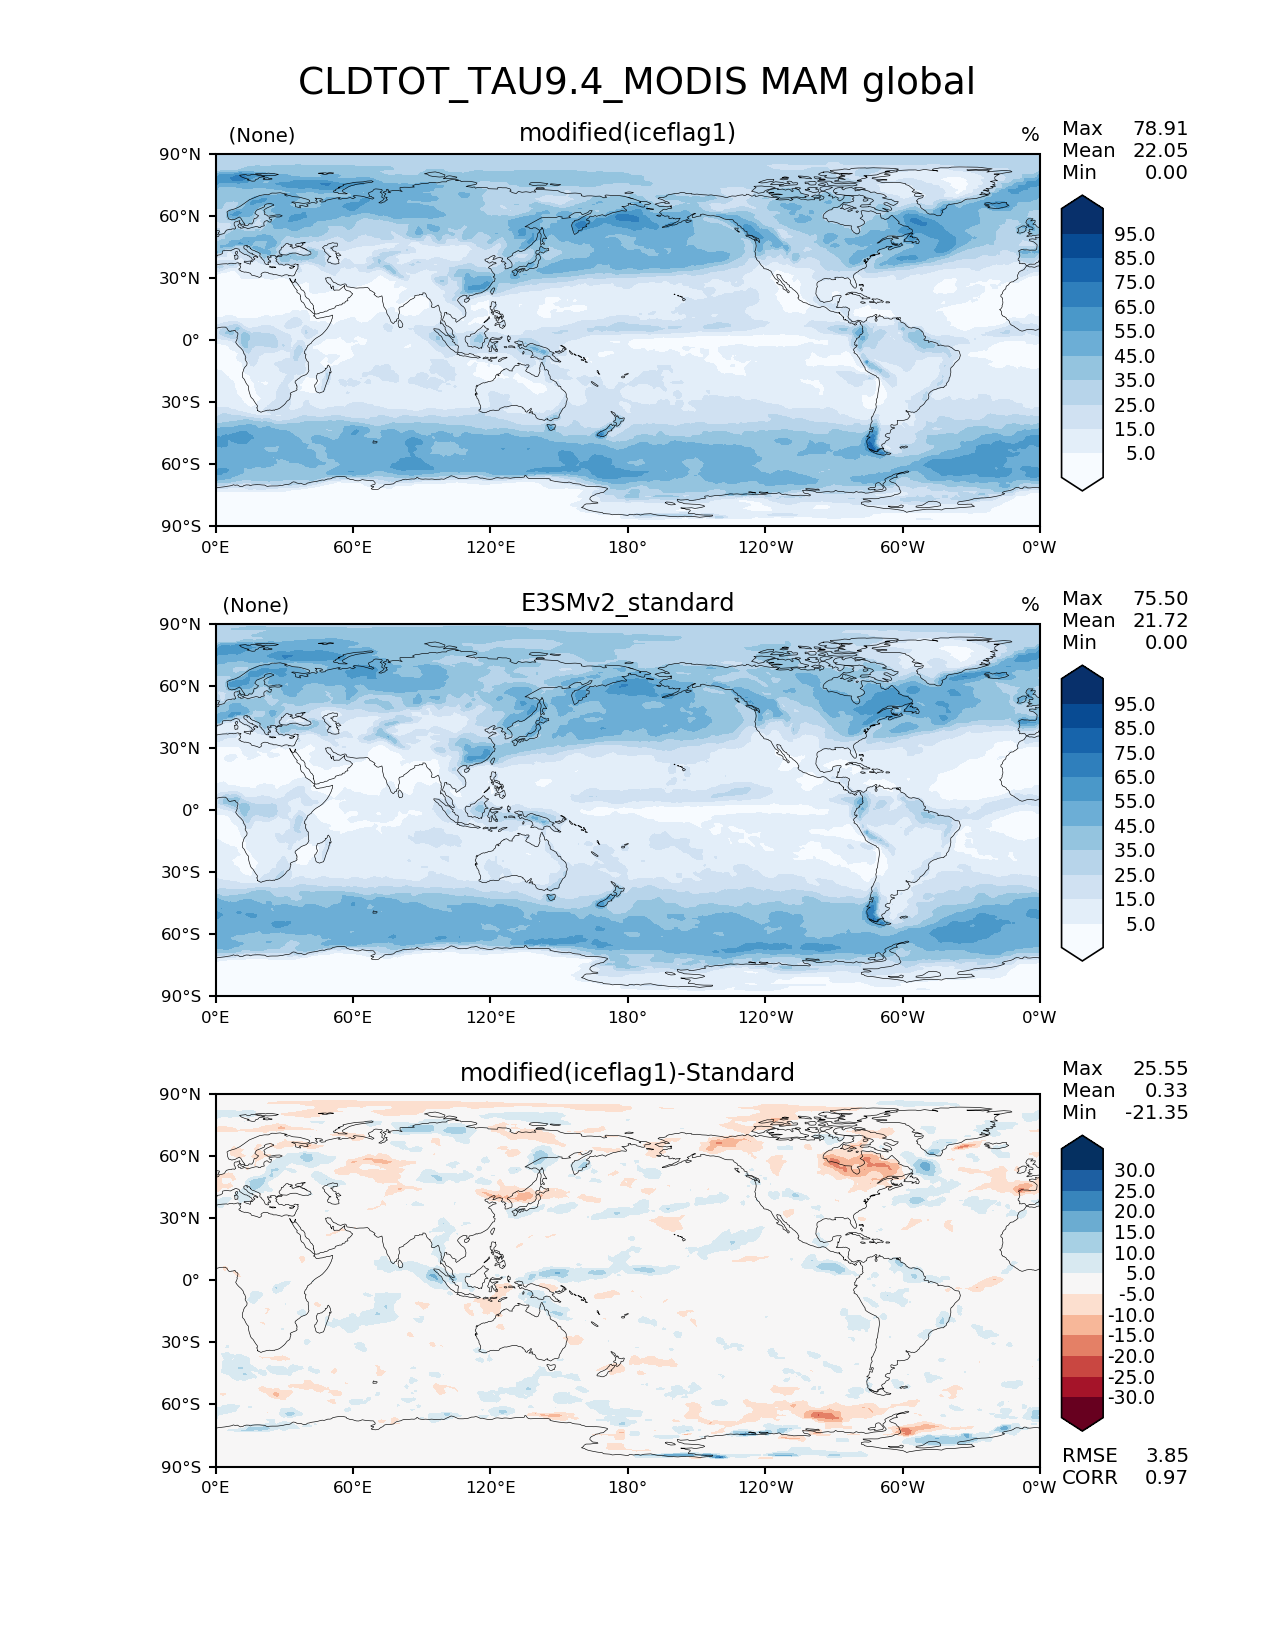 CLDTOT_TAU9.4_MODIS MAM global
(None) modified(iceflag1) %
Max 78.91
Mean 22.05
Min 0.00
90°N
60°N
30°N
0°
30°S
60°S
90°S
0°E 60°E 120°E 180° 120°W 60°W 0°W
95.0
85.0
75.0
65.0
55.0
45.0
35.0
25.0
15.0
5.0
(None) E3SMv2_standard %
Max 75.50
Mean 21.72
Min 0.00
90°N
60°N
30°N
0°
30°S
60°S
90°S
0°E 60°E 120°E 180° 120°W 60°W 0°W
95.0
85.0
75.0
65.0
55.0
45.0
35.0
25.0
15.0
5.0
modified(iceflag1)-Standard
Max 25.55
Mean 0.33
Min -21.35
90°N
60°N
30°N
0°
30°S
60°S
90°S
0°E 60°E 120°E 180° 120°W 60°W 0°W
30.0
25.0
20.0
15.0
10.0
5.0
-5.0
-10.0
-15.0
-20.0
-25.0
-30.0
RMSE 3.85
CORR 0.97